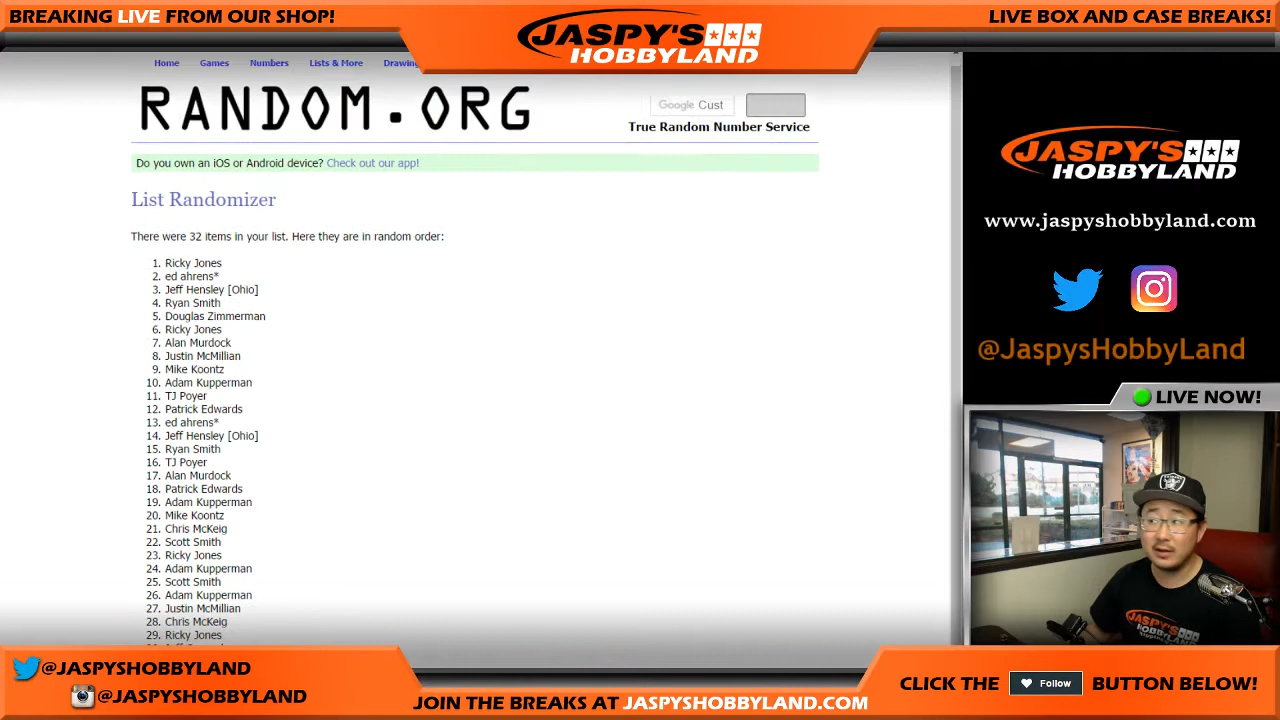 BREAKING LIVE FROM OUR SHOP!
JASPY'S
HOBBYLAND
LIVE BOX AND CASE BREAKS!
Home Games Numbers Lists & More Drawing
RANDOM.ORG
Google Cust
True Random Number Service
Do you own an iOS or Android device? Check out our app!
List Randomizer
There were 32 items in your list. Here they are in random order:
1. Ricky Jones
2. ed ahrens*
3. Jeff Hensley [Ohio]
4. Ryan Smith
5. Douglas Zimmerman
6. Ricky Jones
7. Alan Murdock
8. Justin McMillian
9. Mike Koontz
10. Adam Kupperman
11. TJ Poyer
12. Patrick Edwards
13. ed ahrens*
14. Jeff Hensley [Ohio]
15. Ryan Smith
16. TJ Poyer
17. Alan Murdock
18. Patrick Edwards
19. Adam Kupperman
20. Mike Koontz
21. Chris McKeig
22. Scott Smith
23. Ricky Jones
24. Adam Kupperman
25. Scott Smith
26. Adam Kupperman
27. Justin McMillian
28. Chris McKeig
29. Ricky Jones
JASPY'S
HOBBYLAND
www.jaspyshobbyland.com
@JaspysHobbyLand
LIVE NOW!
JASPY'S
HOBBYLAND
@JASPYSHOBBYLAND
@JASPYSHOBBYLAND
JOIN THE BREAKS AT JASPYSHOBBYLAND.COM
CLICK THE Follow BUTTON BELOW!